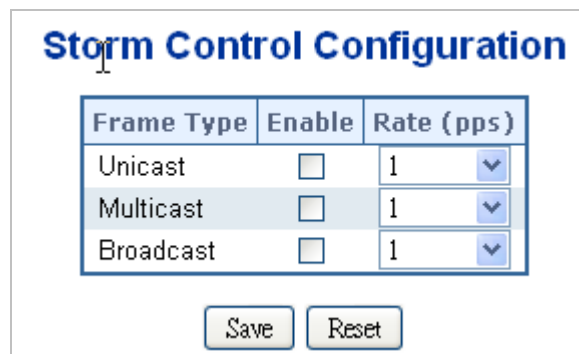 Storm Control Configuration
Frame Type Enable Rate (pps)
Unicast 1
Multicast 1
Broadcast 1
Save Reset